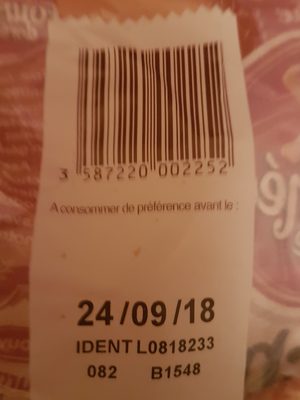 3 587220 002252
A consommer de préférence avant le :
24/09/18
IDENT L0818233
082 B1548